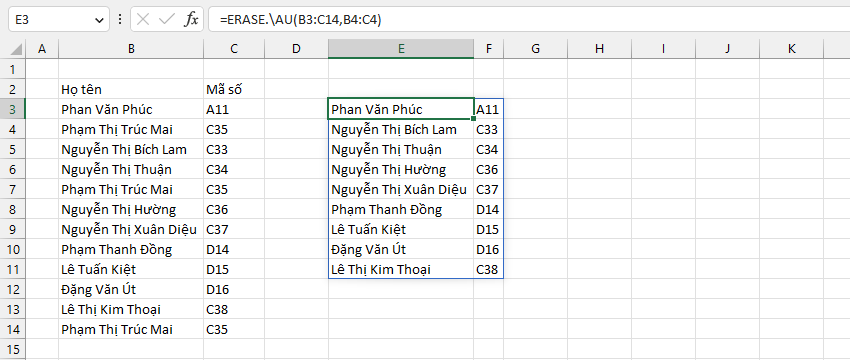 E3 fx =ERASE.\AU(B3:C14,B4:C4)
A B C D E F G H I J K
1
2 Họ tên Mã số
3 Phan Văn Phúc A11 Phan Văn Phúc A11
4 Phạm Thị Trúc Mai C35 Nguyễn Thị Bích Lam C33
5 Nguyễn Thị Bích Lam C33 Nguyễn Thị Thuận C34
6 Nguyễn Thị Thuận C34 Nguyễn Thị Hường C36
7 Phạm Thị Trúc Mai C35 Nguyễn Thị Xuân Diệu C37
8 Nguyễn Thị Hường C36 Phạm Thanh Đồng D14
9 Nguyễn Thị Xuân Diệu C37 Lê Tuấn Kiệt D15
10 Phạm Thanh Đồng D14 Đặng Văn Út D16
11 Lê Tuấn Kiệt D15 Lê Thị Kim Thoại C38
12 Đặng Văn Út D16
13 Lê Thị Kim Thoại C38
14 Phạm Thị Trúc Mai C35
15